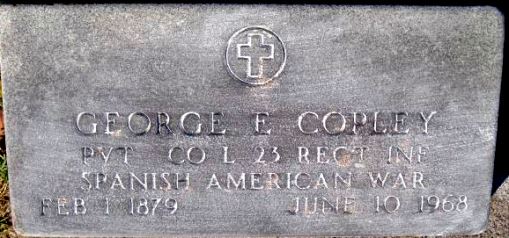 GEORGE E COPLEY
PVT CO L 23 REGT INF
SPANISH AMERICAN WAR
FEB 1 1879 JUNE 10 1968